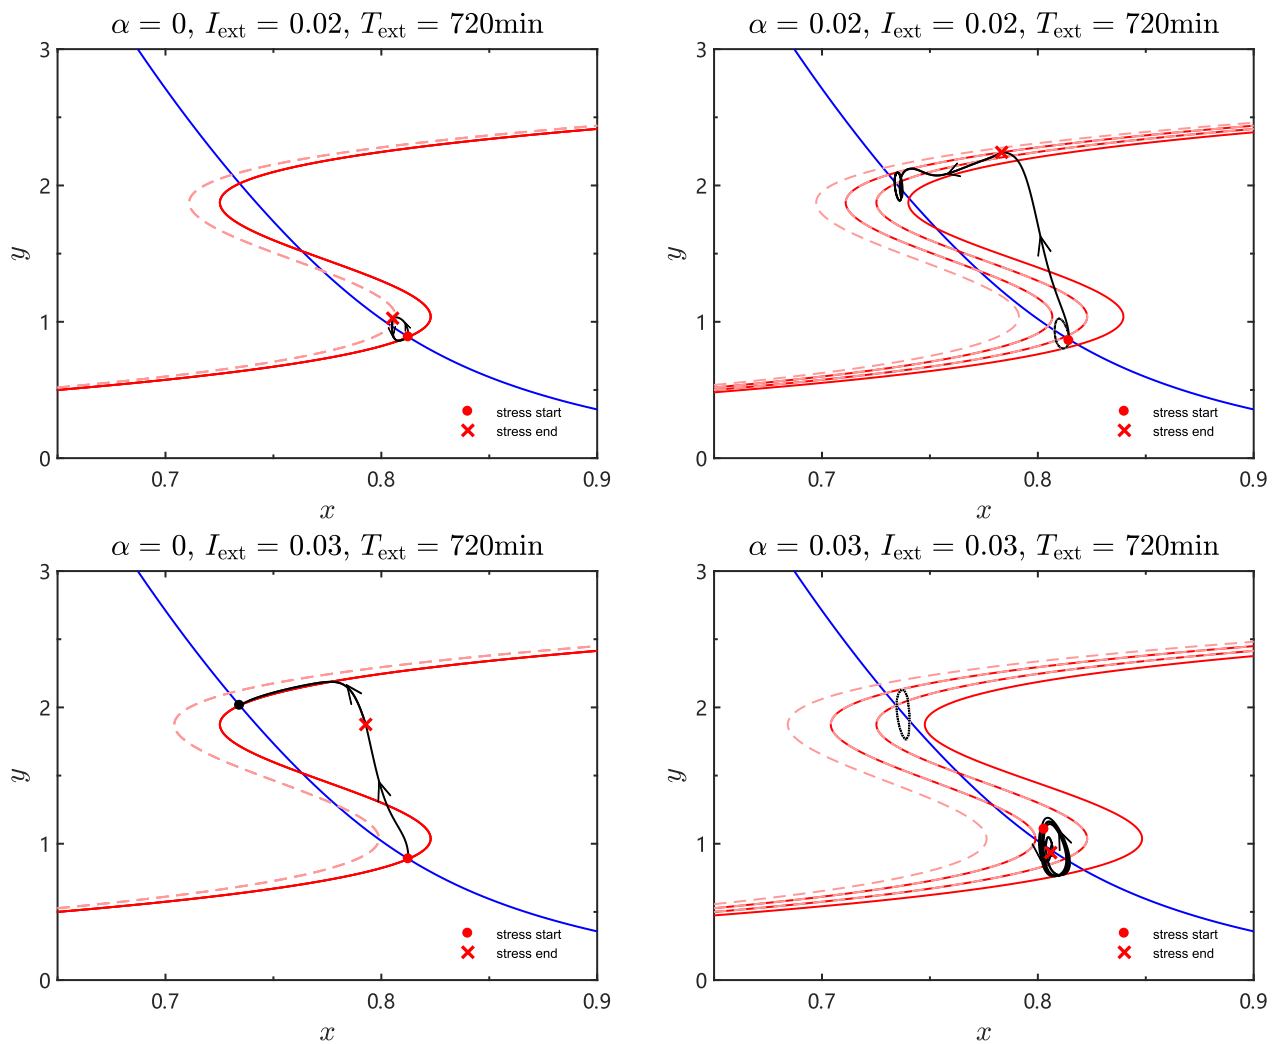 α = 0, I_ext = 0.02, T_ext = 720min
3
2
1
0
y
0.7 0.8 0.9
x
stress start
stress end
α = 0.02, I_ext = 0.02, T_ext = 720min
3
2
1
0
y
0.7 0.8 0.9
x
stress start
stress end
α = 0, I_ext = 0.03, T_ext = 720min
3
2
1
0
y
0.7 0.8 0.9
x
stress start
stress end
α = 0.03, I_ext = 0.03, T_ext = 720min
3
2
1
0
y
0.7 0.8 0.9
x
stress start
stress end